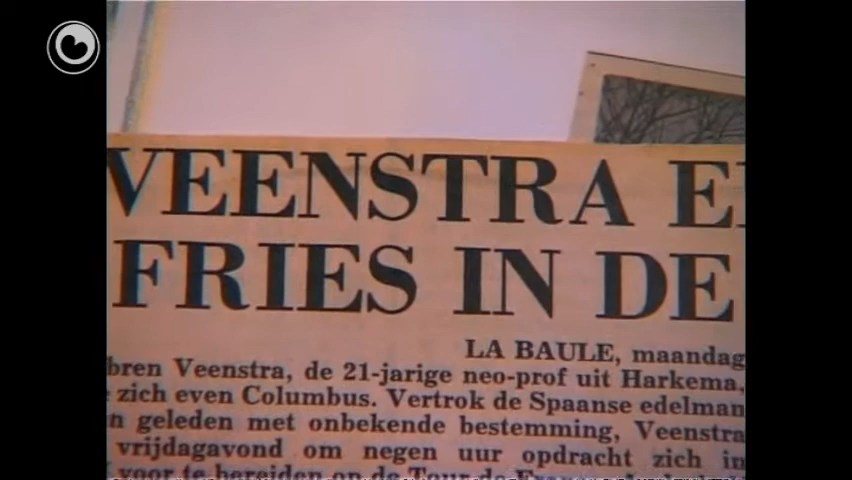 VEENSTRA
FRIES IN DE
LA BAULE, maandag
Veenstra, de 21-jarige neo-prof uit Harkema,
zich even Columbus. Vertrok de Spaanse edelman
geleden met onbekende bestemming, Veenstra
vrijdagavond om negen uur opdracht zich in
voor te bereiden op de Tour de